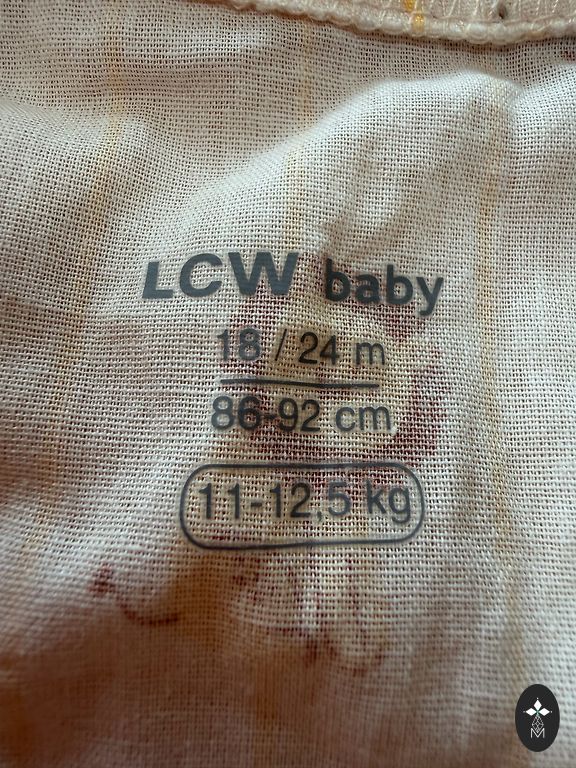 LCW baby
18 / 24 m
86-92 cm
11-12,5 kg
M